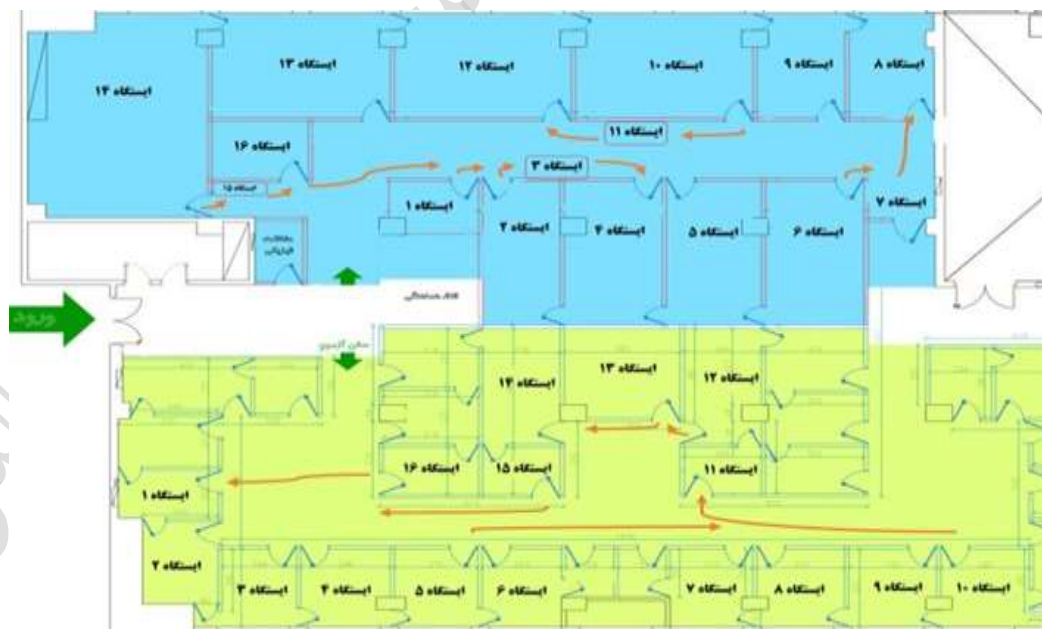 ایستگاه ۱۴
ایستگاه ۱۳
ایستگاه ۱۲
ایستگاه ۱۰
ایستگاه ۹
ایستگاه ۸
ایستگاه ۱۶
ایستگاه ۱۱
ایستگاه ۱۵
ایستگاه ۳
ایستگاه ۱
ایستگاه ۲
ایستگاه ۴
ایستگاه ۵
ایستگاه ۶
ایستگاه ۷
ورود
ایستگاه ۱۴
ایستگاه ۱۳
ایستگاه ۱۲
ایستگاه ۱۶
ایستگاه ۱۵
ایستگاه ۱۱
ایستگاه ۱
ایستگاه ۲
ایستگاه ۳
ایستگاه ۴
ایستگاه ۵
ایستگاه ۶
ایستگاه ۷
ایستگاه ۸
ایستگاه ۹
ایستگاه ۱۰